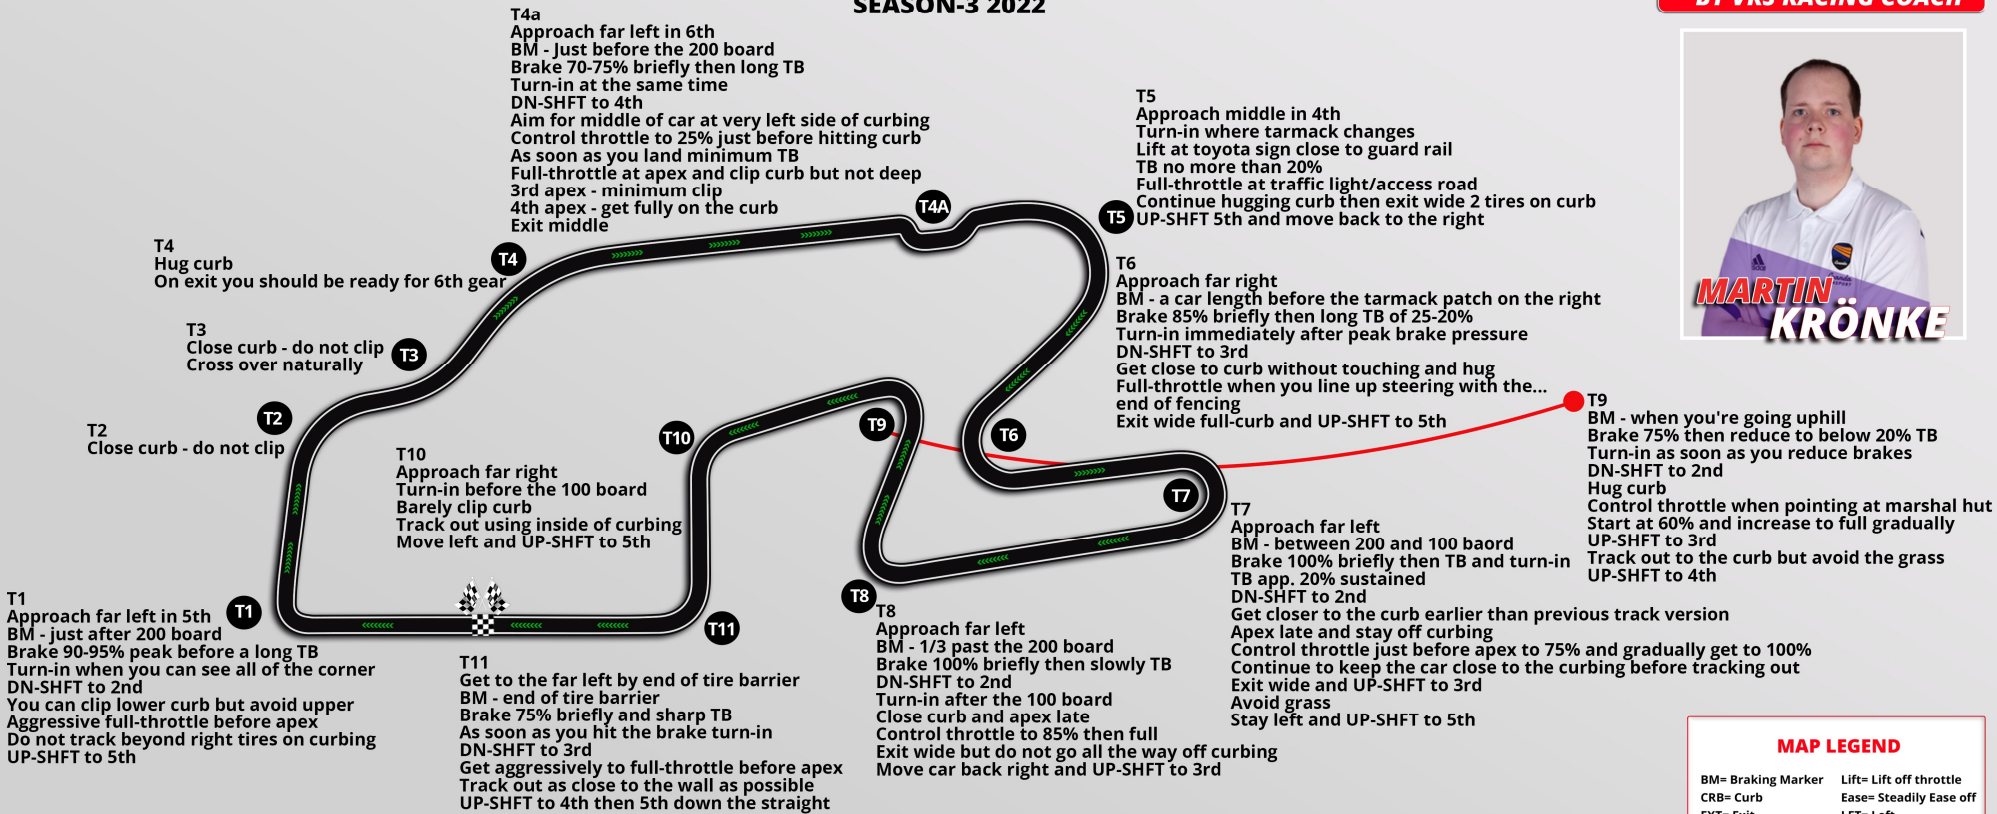 SEASON-3 2022
BY VRS RACING COACH
T4a
Approach far left in 6th
BM - Just before the 200 board
Brake 70-75% briefly then long TB
Turn-in at the same time
DN-SHFT to 4th
Aim for middle of car at very left side of curbing
Control throttle to 25% just before hitting curb
As soon as you land minimum TB
Full-throttle at apex and clip curb but not deep
3rd apex - minimum clip
4th apex - get fully on the curb
Exit middle
T5
Approach middle in 4th
Turn-in where tarmack changes
Lift at toyota sign close to guard rail
TB no more than 20%
Full-throttle at traffic light/access road
Continue hugging curb then exit wide 2 tires on curb
UP-SHFT 5th and move back to the right
T4A
T5
T4
T4
Hug curb
On exit you should be ready for 6th gear
T6
Approach far right
BM - a car length before the tarmack patch on the right
Brake 85% briefly then long TB of 25-20%
Turn-in immediately after peak brake pressure
DN-SHFT to 3rd
Get close to curb without touching and hug
Full-throttle when you line up steering with the...
end of fencing
Exit wide full-curb and UP-SHFT to 5th
MARTIN
KRÖNKE
T3
Close curb - do not clip
Cross over naturally
T3
T2
T2
Close curb - do not clip
T10
Approach far right
Turn-in before the 100 board
Barely clip curb
Track out using inside of curbing
Move left and UP-SHFT to 5th
T10
T9
T6
T7
T9
BM - when you're going uphill
Brake 75% then reduce to below 20% TB
Turn-in as soon as you reduce brakes
DN-SHFT to 2nd
Hug curb
Control throttle when pointing at marshal hut
Start at 60% and increase to full gradually
UP-SHFT to 3rd
Track out to the curb but avoid the grass
UP-SHFT to 4th
T7
Approach far left
BM - between 200 and 100 baord
Brake 100% briefly then TB and turn-in
TB app. 20% sustained
DN-SHFT to 2nd
Get closer to the curb earlier than previous track version
Apex late and stay off curbing
Control throttle just before apex to 75% and gradually get to 100%
Continue to keep the car close to the curbing before tracking out
Exit wide and UP-SHFT to 3rd
Avoid grass
Stay left and UP-SHFT to 5th
T1
Approach far left in 5th
BM - just after 200 board
Brake 90-95% peak before a long TB
Turn-in when you can see all of the corner
DN-SHFT to 2nd
You can clip lower curb but avoid upper
Aggressive full-throttle before apex
Do not track beyond right tires on curbing
UP-SHFT to 5th
T1
T11
T8
T11
Get to the far left by end of tire barrier
BM - end of tire barrier
Brake 75% briefly and sharp TB
As soon as you hit the brake turn-in
DN-SHFT to 3rd
Get aggressively to full-throttle before apex
Track out as close to the wall as possible
UP-SHFT to 4th then 5th down the straight
T8
Approach far left
BM - 1/3 past the 200 board
Brake 100% briefly then slowly TB
DN-SHFT to 2nd
Turn-in after the 100 board
Close curb and apex late
Control throttle to 85% then full
Exit wide but do not go all the way off curbing
Move car back right and UP-SHFT to 3rd
MAP LEGEND
BM= Braking Marker
CRB= Curb
EXT= Exit
Lift= Lift off throttle
Ease= Steadily Ease off
LFT= Left